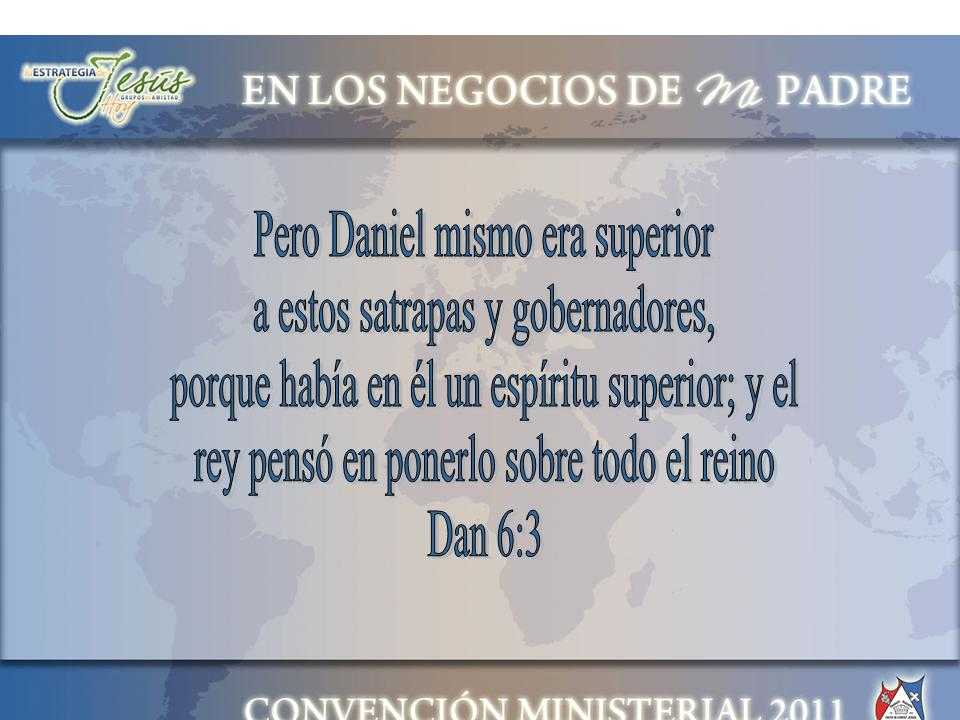 la ESTRATEGIA de
Jesús
GRUPOS de AMISTAD
Hoy
EN LOS NEGOCIOS DE Mi PADRE
Pero Daniel mismo era superior
a estos satrapas y gobernadores,
porque había en él un espíritu superior; y el
rey pensó en ponerlo sobre todo el reino
Dan 6:3
CONVENCIÓN MINISTERIAL 2011